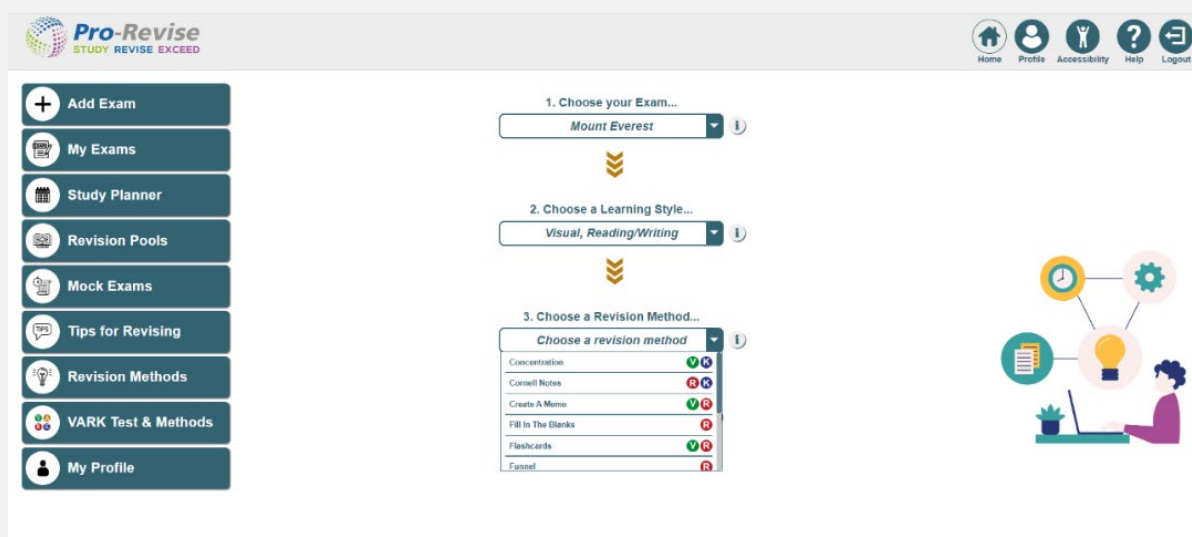 Pro-Revise
STUDY REVISE EXCEED
Home
Profile
Accessibility
Help
Logout
Add Exam
My Exams
Study Planner
Revision Pools
Mock Exams
Tips for Revising
Revision Methods
VARK Test & Methods
My Profile
1. Choose your Exam...
Mount Everest
i
2. Choose a Learning Style...
Visual, Reading/Writing
i
3. Choose a Revision Method...
Choose a revision method
i
Concentration V K
Cornell Notes R K
Create A Meme V R
Fill In The Blanks R
Flashcards V R
Funnel R
TIPS
V A
R K